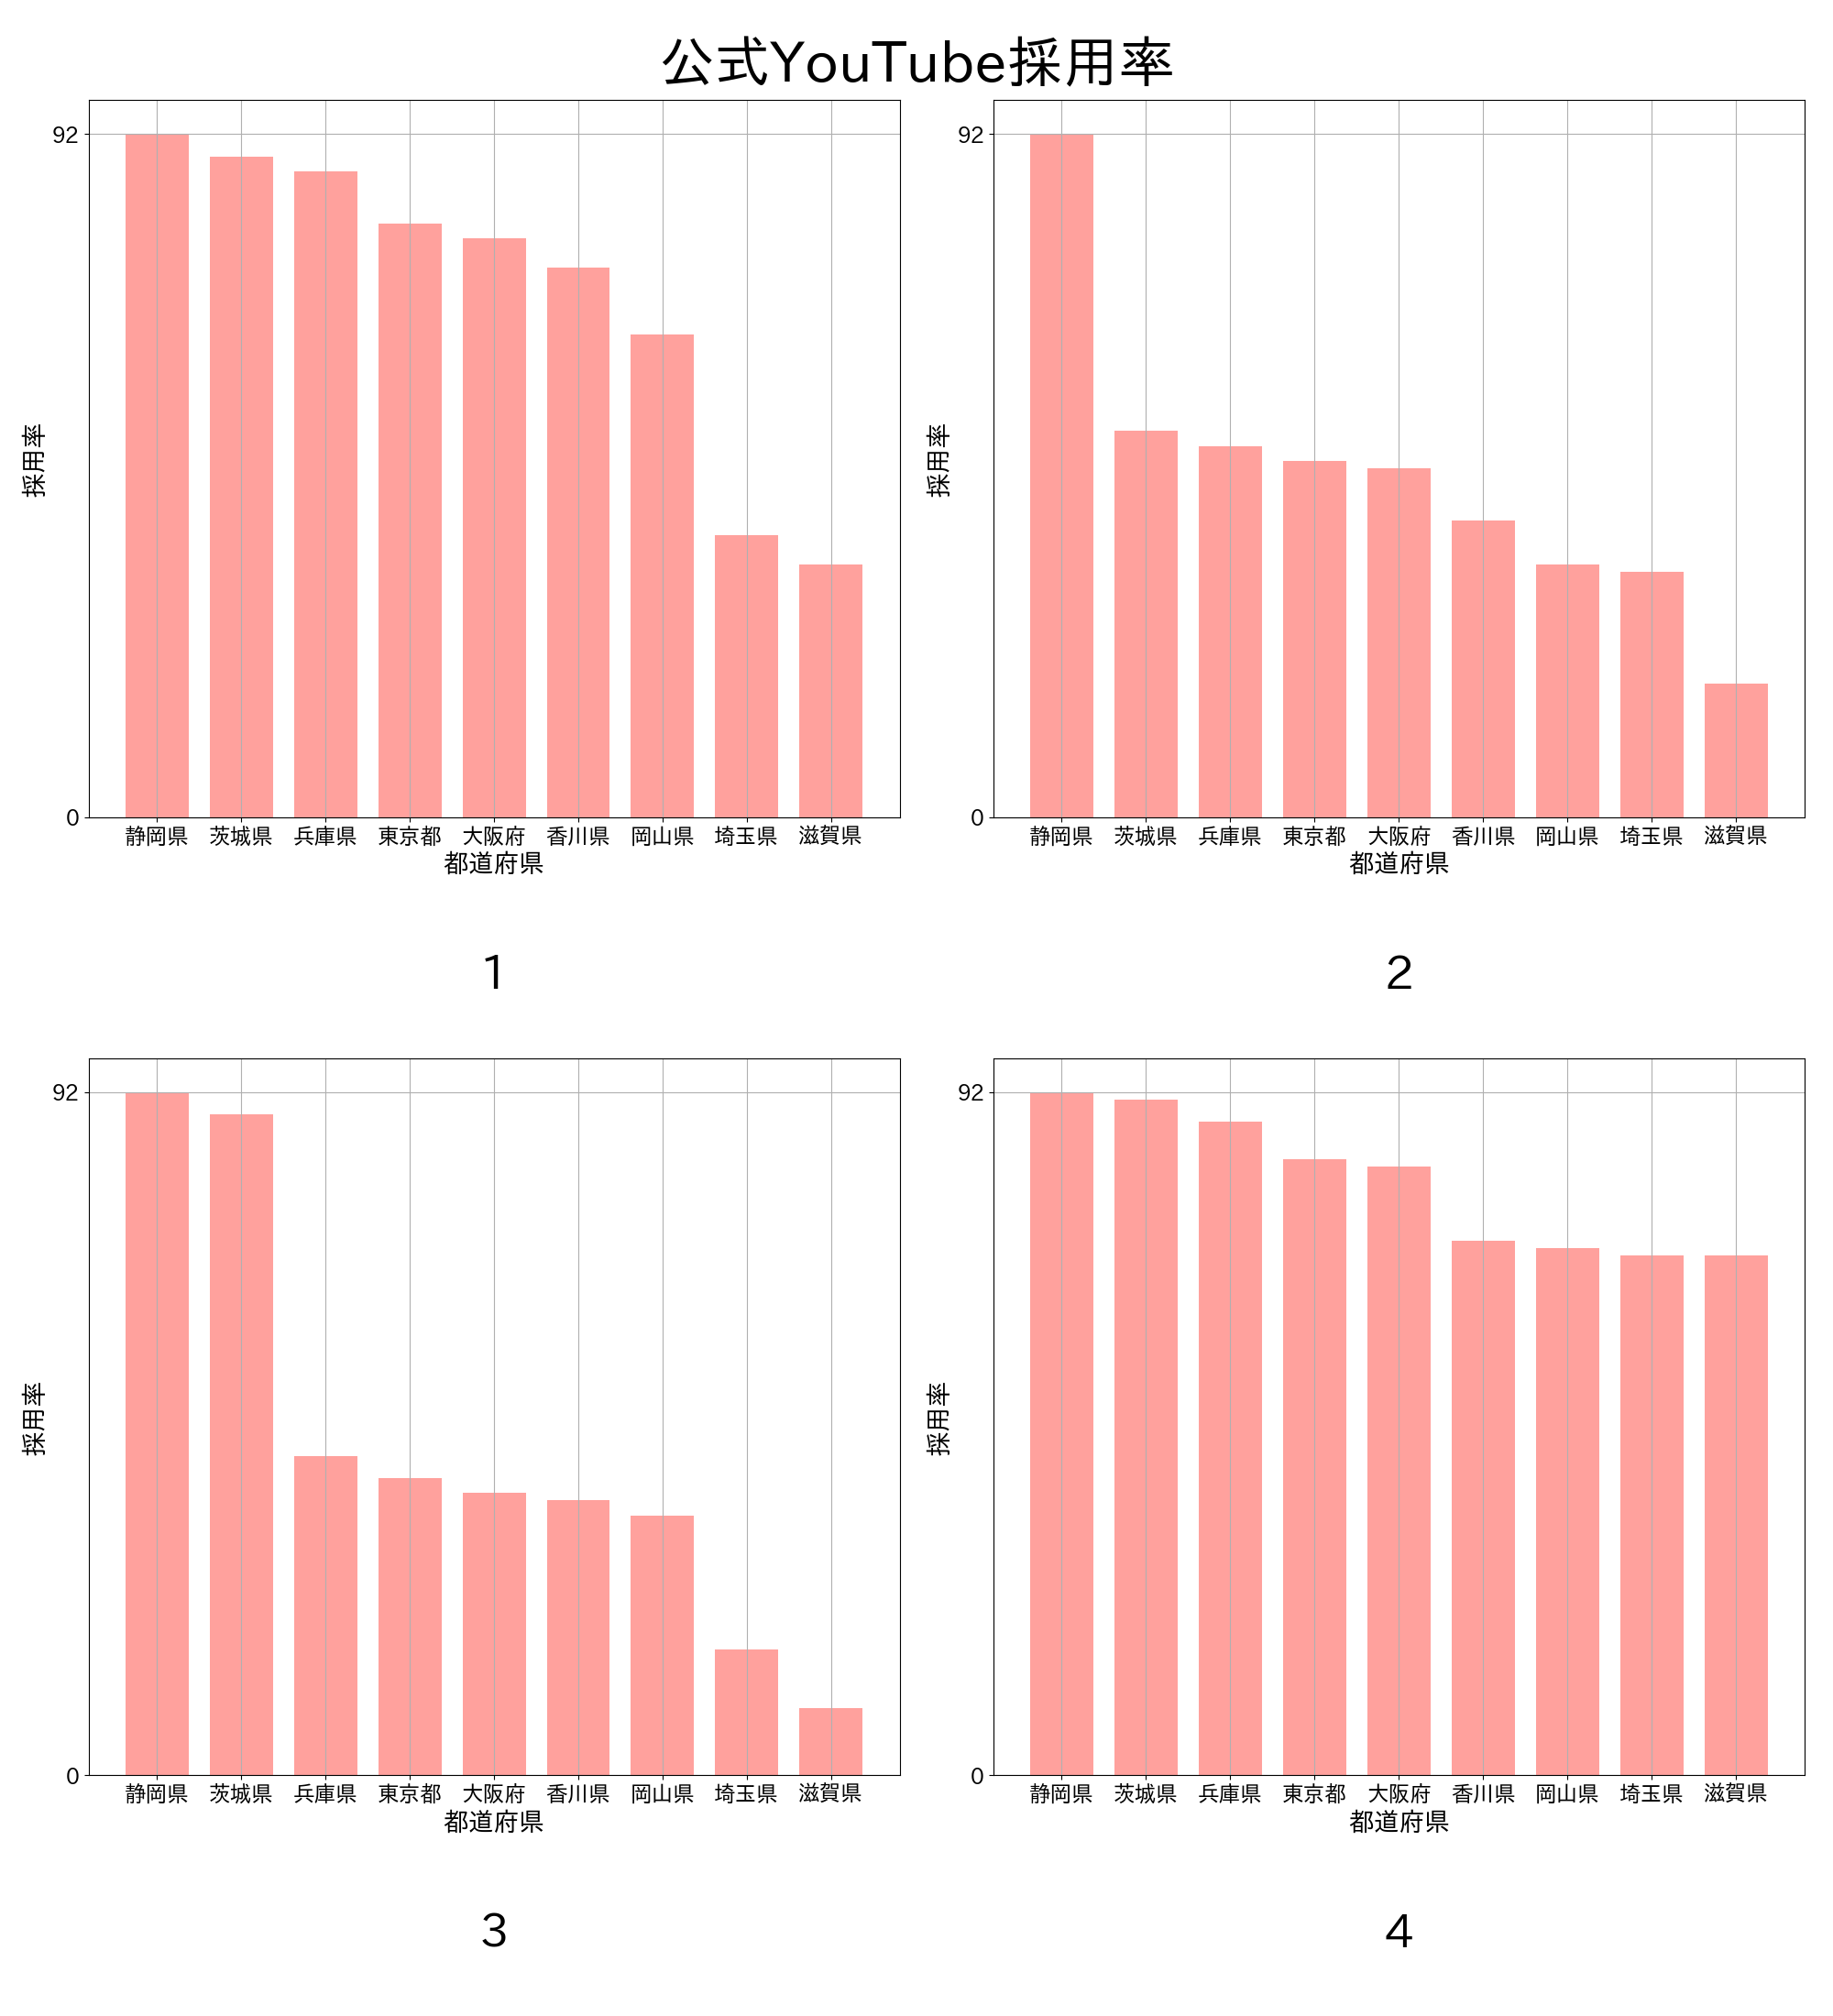 公式YouTube採用率
92
0
採用率
静岡県 茨城県 兵庫県 東京都 大阪府 香川県 岡山県 埼玉県 滋賀県
都道府県
1
92
0
採用率
静岡県 茨城県 兵庫県 東京都 大阪府 香川県 岡山県 埼玉県 滋賀県
都道府県
2
92
0
採用率
静岡県 茨城県 兵庫県 東京都 大阪府 香川県 岡山県 埼玉県 滋賀県
都道府県
3
92
0
採用率
静岡県 茨城県 兵庫県 東京都 大阪府 香川県 岡山県 埼玉県 滋賀県
都道府県
4